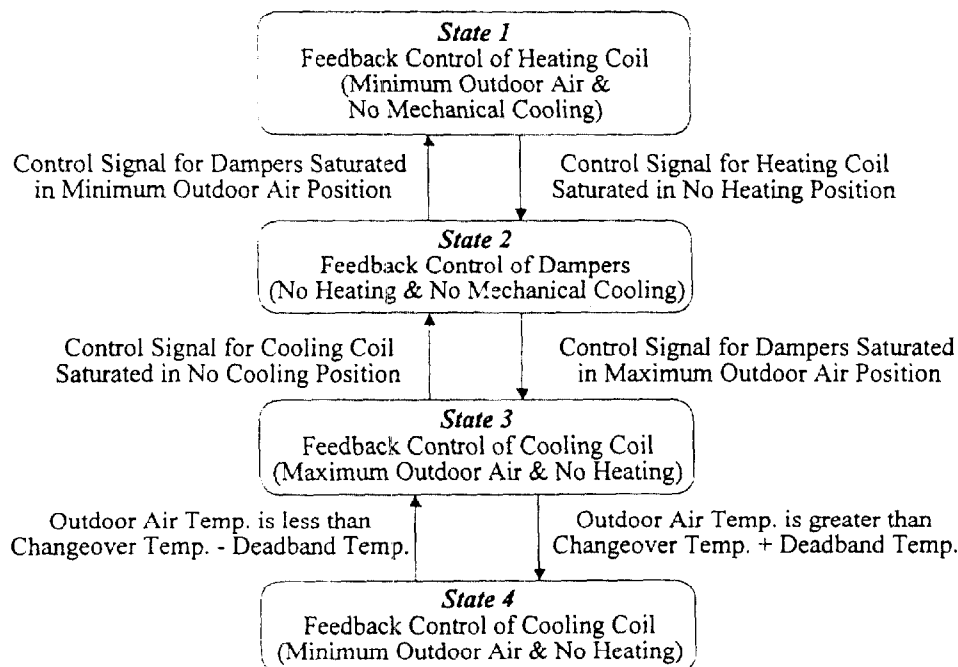 State 1
Feedback Control of Heating Coil
(Minimum Outdoor Air &
No Mechanical Cooling)
Control Signal for Dampers Saturated
in Minimum Outdoor Air Position
Control Signal for Heating Coil
Saturated in No Heating Position
State 2
Feedback Control of Dampers
(No Heating & No Mechanical Cooling)
Control Signal for Cooling Coil
Saturated in No Cooling Position
Control Signal for Dampers Saturated
in Maximum Outdoor Air Position
State 3
Feedback Control of Cooling Coil
(Maximum Outdoor Air & No Heating)
Outdoor Air Temp. is less than
Changeover Temp. - Deadband Temp.
Outdoor Air Temp. is greater than
Changeover Temp. + Deadband Temp.
State 4
Feedback Control of Cooling Coil
(Minimum Outdoor Air & No Heating)